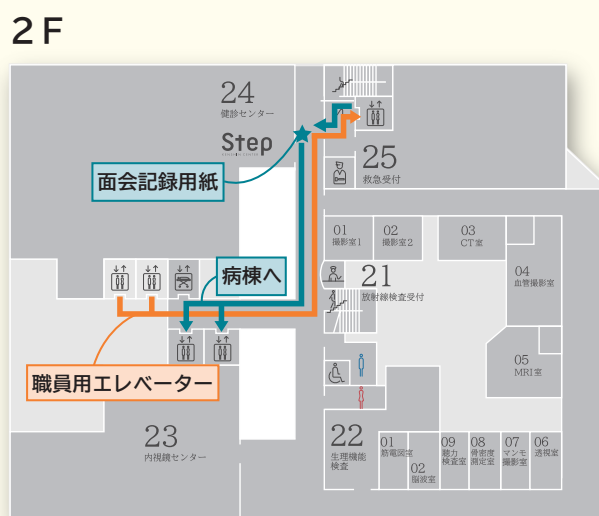 2F
24
健診センター
Step
25
救急受付
面会記録用紙
01
撮影室1
02
撮影室2
03
CT室
04
血管撮影室
21
放射線検査受付
病棟へ
05
MRI室
職員用エレベーター
23
内視鏡センター
22
生理機能
検査
01
筋電図室
02
脳波室
09
聴力
検査室
08
骨密度
測定室
07
マンモ
撮影室
06
透視室